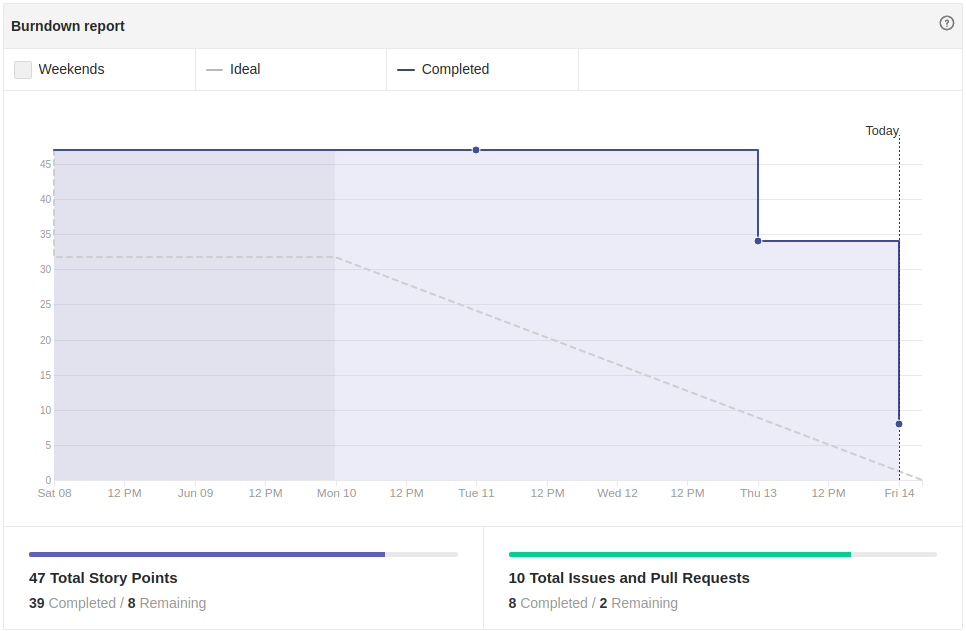 Burndown report
?
Weekends
Ideal
Completed
Today
45
40
35
30
25
20
15
10
5
0
Sat 08 12 PM Jun 09 12 PM Mon 10 12 PM Tue 11 12 PM Wed 12 12 PM Thu 13 12 PM Fri 14
47 Total Story Points
39 Completed / 8 Remaining
10 Total Issues and Pull Requests
8 Completed / 2 Remaining